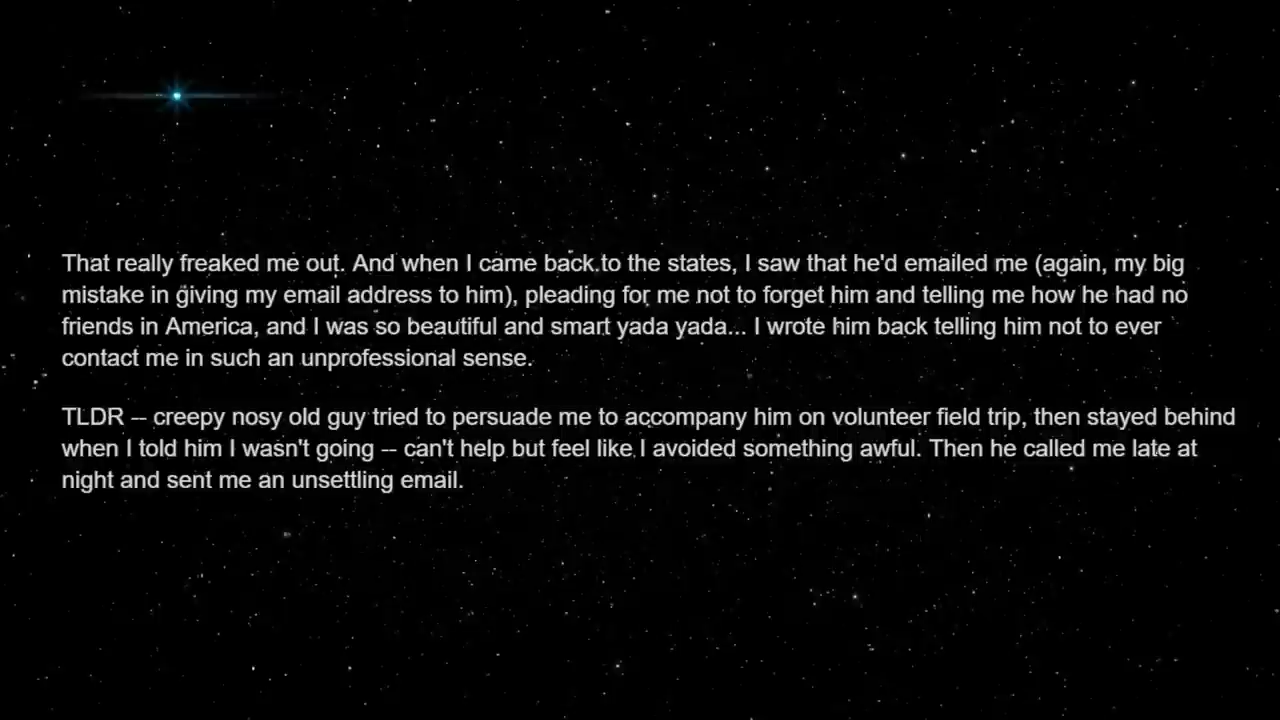 That really freaked me out. And when I came back to the states, I saw that he'd emailed me (again, my big
mistake in giving my email address to him), pleading for me not to forget him and telling me how he had no
friends in America, and I was so beautiful and smart yada yada... I wrote him back telling him not to ever
contact me in such an unprofessional sense.
TLDR -- creepy nosy old guy tried to persuade me to accompany him on volunteer field trip, then stayed behind
when I told him I wasn't going -- can't help but feel like I avoided something awful. Then he called me late at
night and sent me an unsettling email.